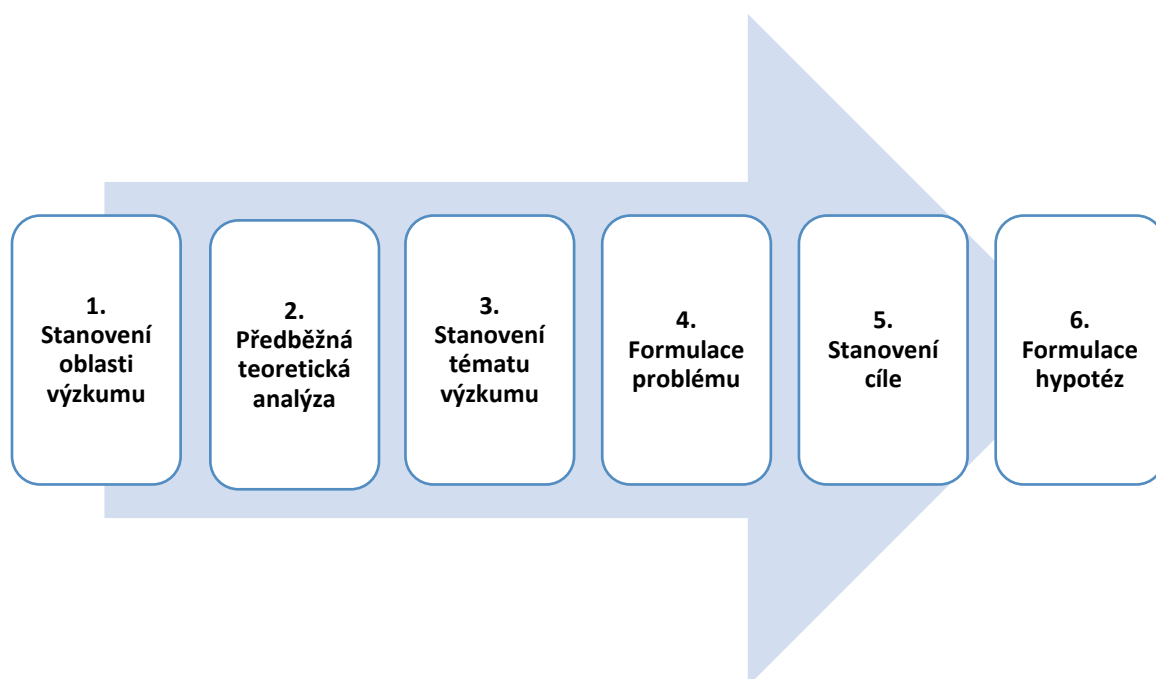 1.
Stanovení
oblasti
výzkumu
2.
Předběžná
teoretická
analýza
3.
Stanovení
tématu
výzkumu
4.
Formulace
problému
5.
Stanovení
cíle
6.
Formulace
hypotéz